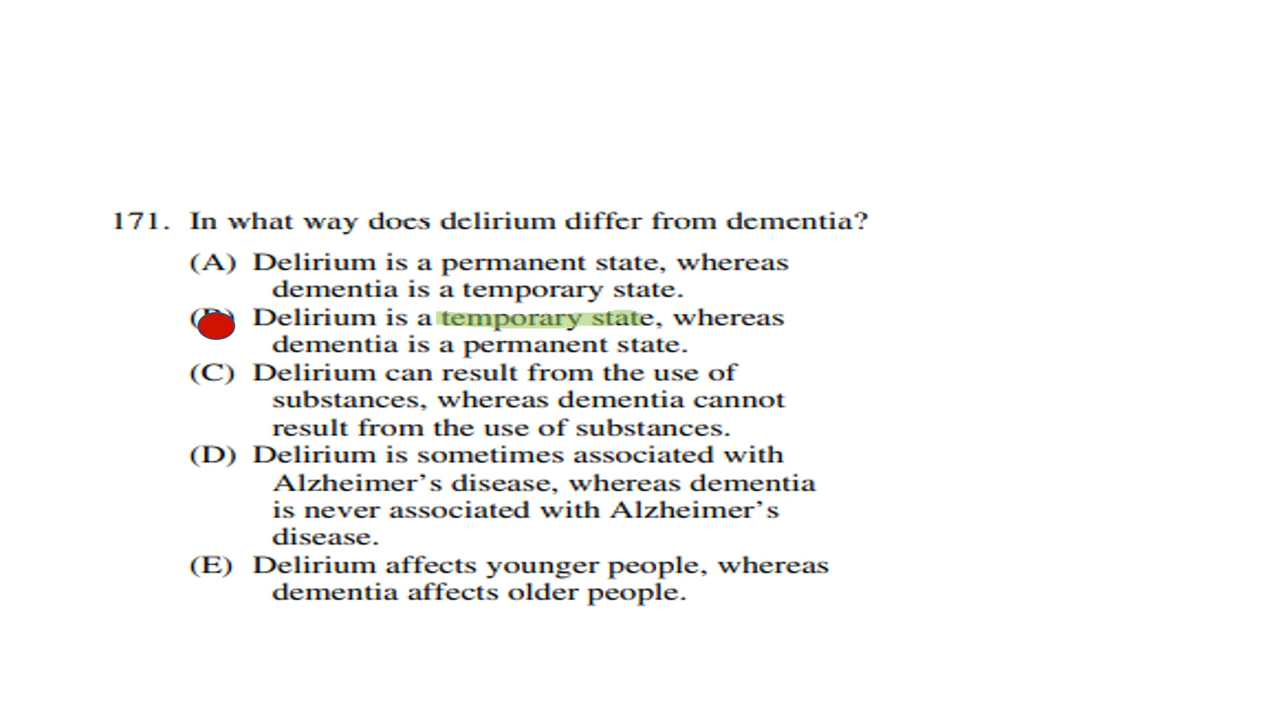 171. In what way does delirium differ from dementia?
(A) Delirium is a permanent state, whereas
dementia is a temporary state.
Delirium is a temporary state, whereas
dementia is a permanent state.
(C) Delirium can result from the use of
substances, whereas dementia cannot
result from the use of substances.
(D) Delirium is sometimes associated with
Alzheimer’s disease, whereas dementia
is never associated with Alzheimer’s
disease.
(E) Delirium affects younger people, whereas
dementia affects older people.